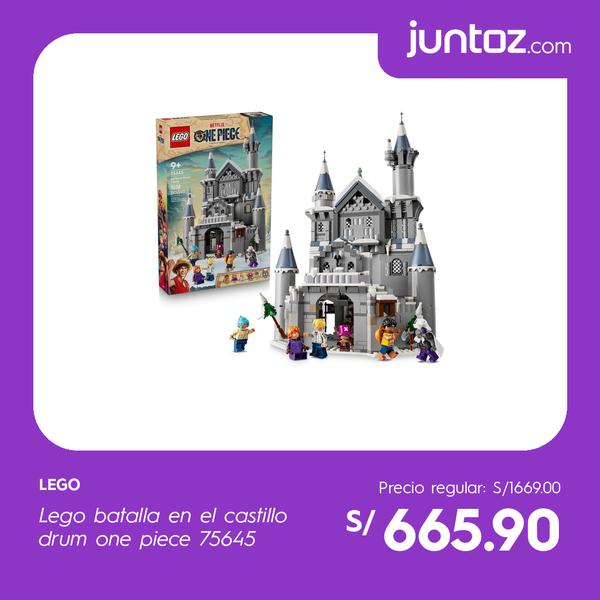 juntoz.com
LEGO
NETFLIX
ONE PIECE
9+
75645
LEGO
Lego batalla en el castillo
drum one piece 75645
Precio regular: S/1669.00
S/ 665.90